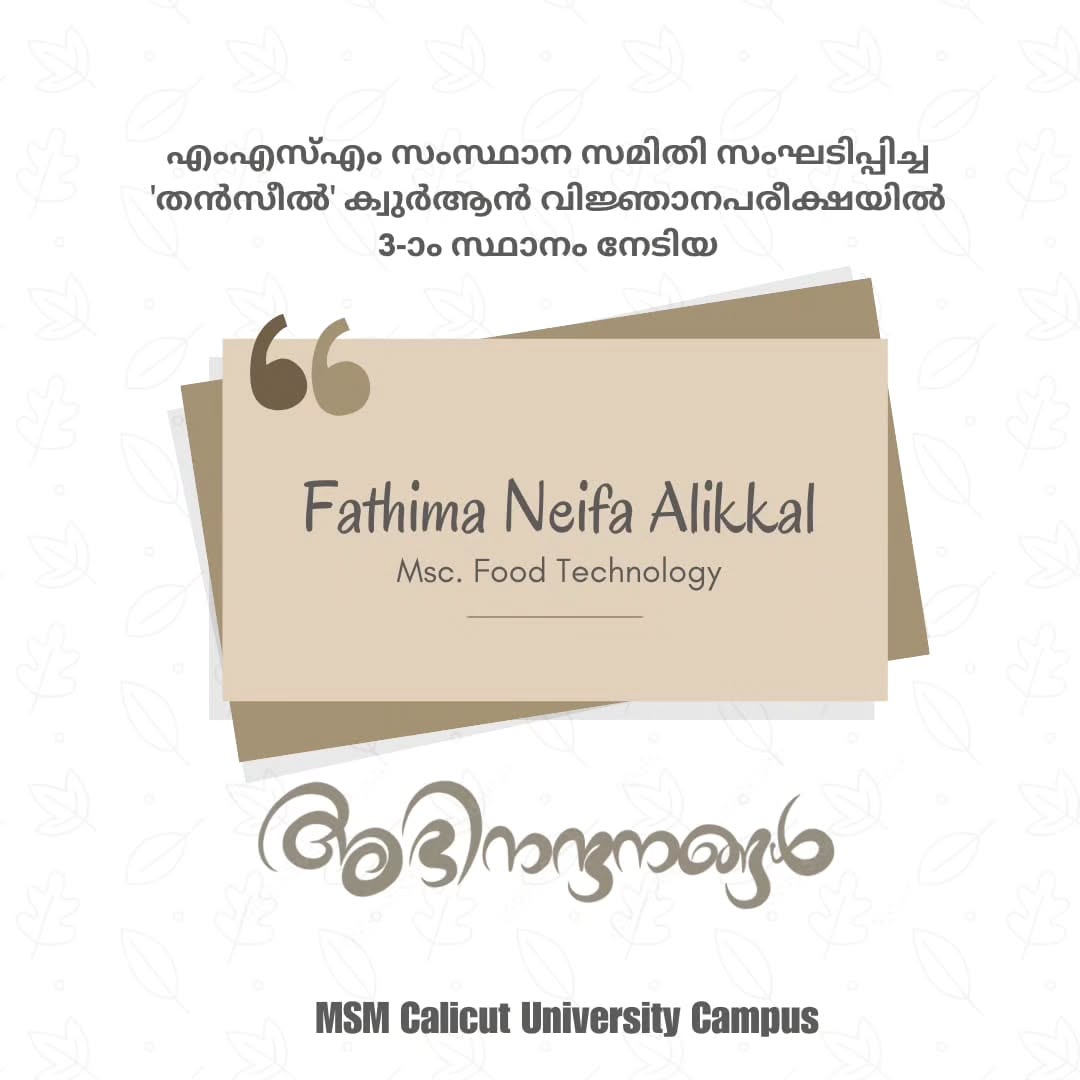 എംഎസ്എം സംസ്ഥാന സമിതി സംഘടിപ്പിച്ച
'തൻസീൽ' ക്വുർആൻ വിജ്ഞാനപരീക്ഷയിൽ
3-ാം സ്ഥാനം നേടിയ
Fathima Neifa Alikkal
Msc. Food Technology
അഭിനന്ദനങ്ങൾ
MSM Calicut University Campus